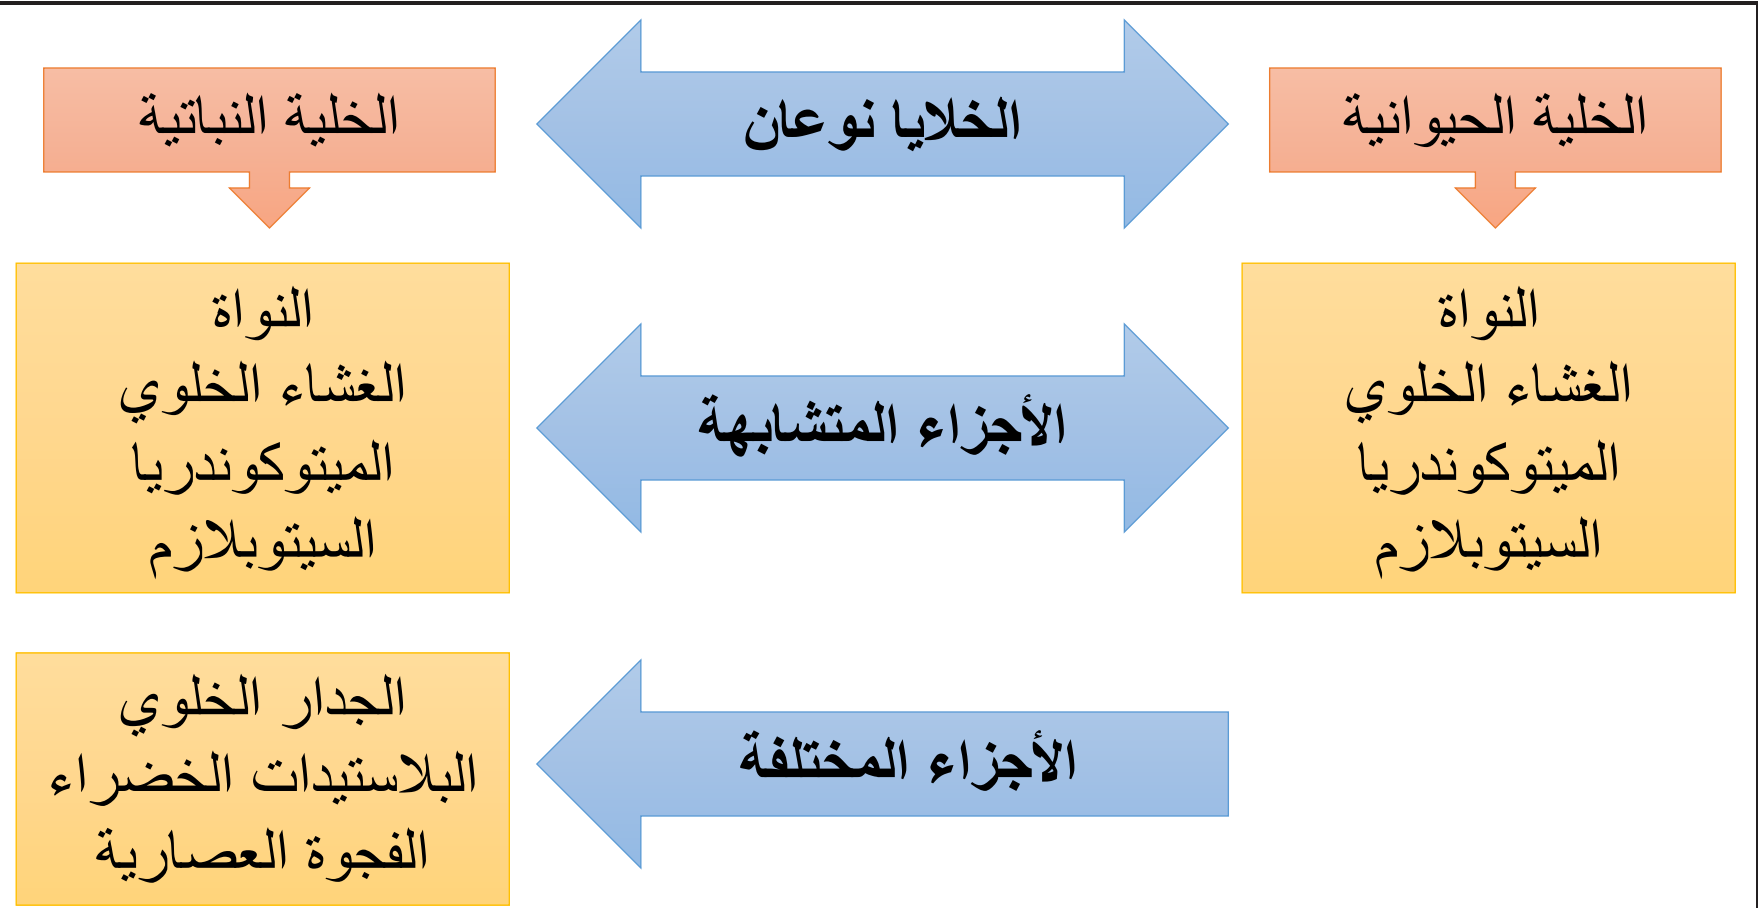 الخلية الحيوانية
الخلايا نوعان
الخلية النباتية
النواة
الغشاء الخلوي
الميتوكوندريا
السيتوبلازم
الأجزاء المتشابهة
النواة
الغشاء الخلوي
الميتوكوندريا
السيتوبلازم
الأجزاء المختلفة
الجدار الخلوي
البلاستيدات الخضراء
الفجوة العصارية